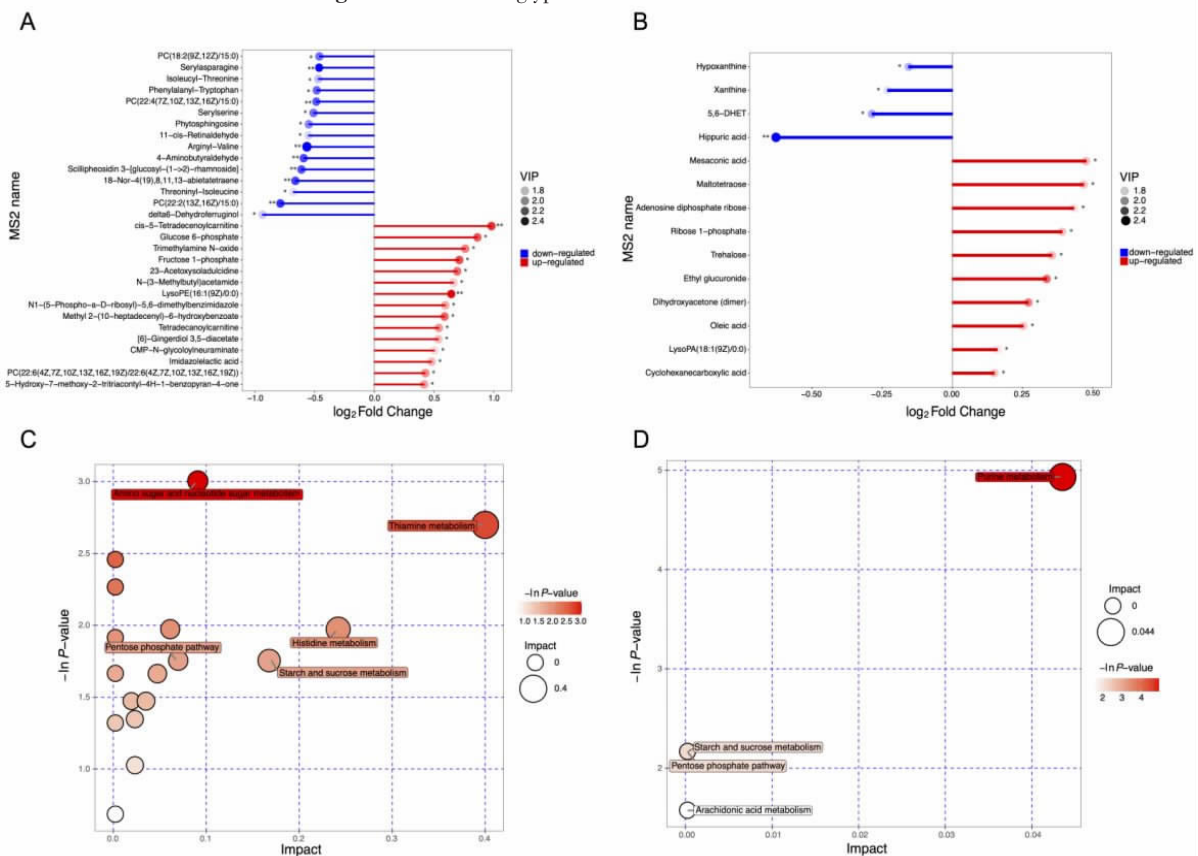 A
MS2 name
PC(18:2(9Z,12Z)/15:0)
Serylasparagine
Isoleucyl-Threonine
Phenylalanyl-Tryptophan
PC(22:4(7Z,10Z,13Z,16Z)/15:0)
Serylserine
Phytosphingosine
11-cis-Retinaldehyde
Arginyl-Valine
4-Aminobutyraldehyde
Scillipheosidin 3-[glucosyl-(1->2)-rhamnoside]
18-Nor-4(19),8,11,13-abietatetraene
Threoninyl-Isoleucine
PC(22:2(13Z,16Z)/15:0)
delta6-Dehydroferruginol
cis-5-Tetradecenoylcarnitine
Glucose 6-phosphate
Trimethylamine N-oxide
Fructose 1-phosphate
23-Acetoxysoladulcidine
N-(3-Methylbutyl)acetamide
LysoPE(16:1(9Z)/0:0)
N1-(5-Phospho-a-D-ribosyl)-5,6-dimethylbenzimidazole
Methyl 2-(10-heptadecenyl)-6-hydroxybenzoate
Tetradecanoylcarnitine
[6]-Gingerdiol 3,5-diacetate
CMP-N-glycoloylneuraminate
Imidazolelactic acid
PC(22:6(4Z,7Z,10Z,13Z,16Z,19Z)/22:6(4Z,7Z,10Z,13Z,16Z,19Z))
5-Hydroxy-7-methoxy-2-tritriacontyl-4H-1-benzopyran-4-one
-1.0 -0.5 0.0 0.5 1.0
log2 Fold Change
VIP
1.8
2.0
2.2
2.4
down-regulated
up-regulated
B
MS2 name
Hypoxanthine
Xanthine
5,6-DHET
Hippuric acid
Mesaconic acid
Maltotetraose
Adenosine diphosphate ribose
Ribose 1-phosphate
Trehalose
Ethyl glucuronide
Dihydroxyacetone (dimer)
Oleic acid
LysoPA(18:1(9Z)/0:0)
Cyclohexanecarboxylic acid
-0.50 -0.25 0.00 0.25 0.50
log2 Fold Change
VIP
1.8
2.0
2.2
2.4
down-regulated
up-regulated
C
-ln P-value
3.0
2.5
2.0
1.5
1.0
Amino sugar and nucleotide sugar metabolism
Thiamine metabolism
Histidine metabolism
Pentose phosphate pathway
Starch and sucrose metabolism
0.0 0.1 0.2 0.3 0.4
Impact
-ln P-value
1.0 1.5 2.0 2.5 3.0
Impact
0
0.4
D
-ln P-value
5
4
3
2
Purine metabolism
Starch and sucrose metabolism
Pentose phosphate pathway
Arachidonic acid metabolism
0.00 0.01 0.02 0.03 0.04
Impact
Impact
0
0.044
-ln P-value
2 3 4